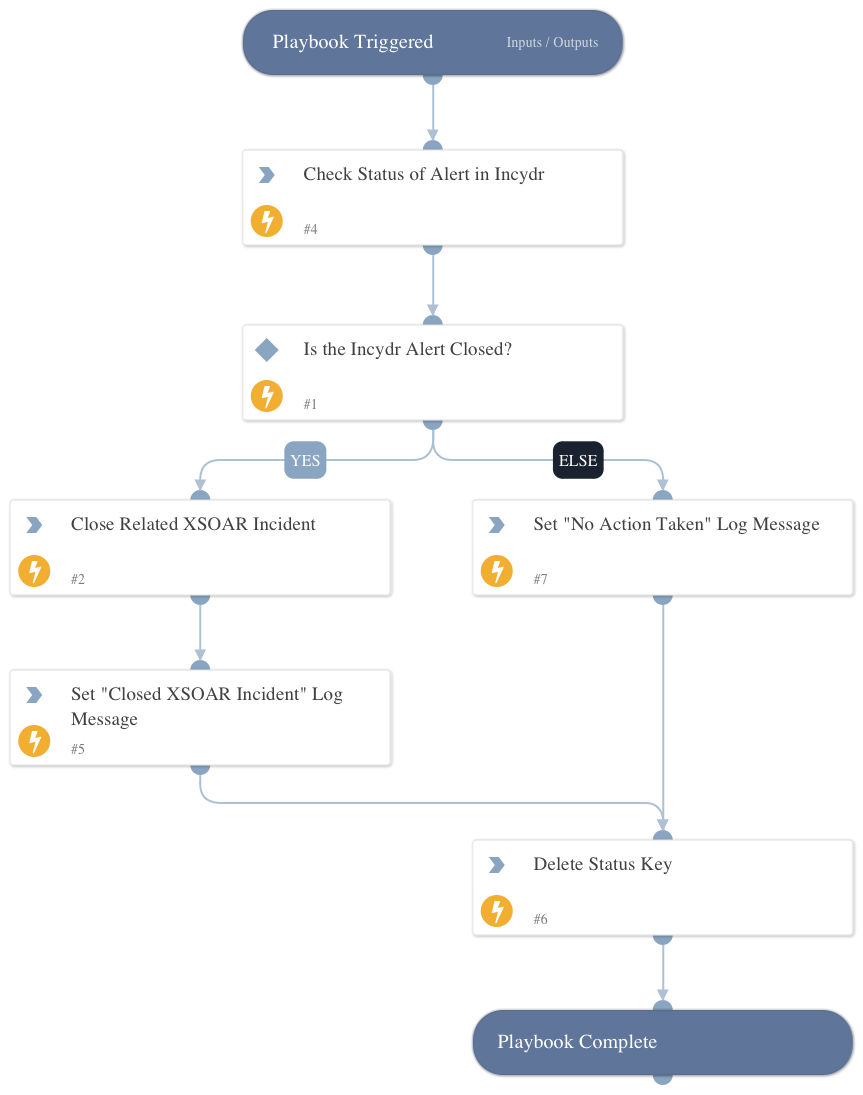 Playbook Triggered
Inputs / Outputs
Check Status of Alert in Incydr
#4
Is the Incydr Alert Closed?
#1
YES
ELSE
Close Related XSOAR Incident
#2
Set "No Action Taken" Log Message
#7
Set "Closed XSOAR Incident" Log
Message
#5
Delete Status Key
#6
Playbook Complete